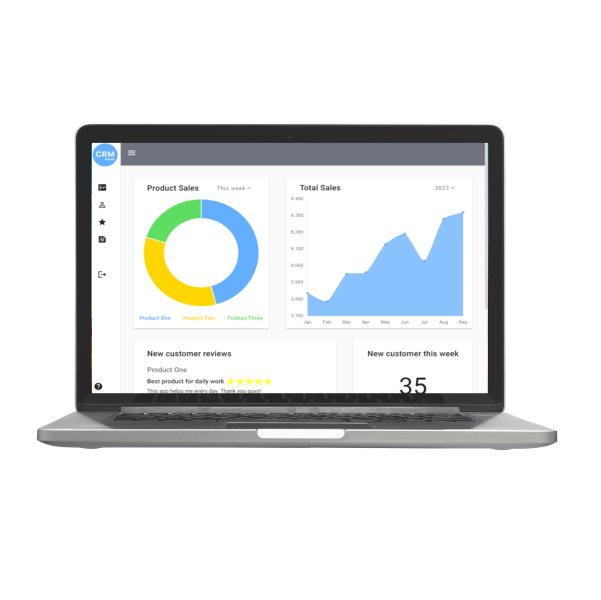 CRM
Product Sales
This week
Product One
Product Two
Product Three
Total Sales
2023
6.400
6.300
6.200
6.100
6.000
5.900
5.800
5.700
Jan Feb Mar Apr May Jun Jul Aug Sep
New customer reviews
Product One
Best product for daily work
This app helps me every day. Thank you guys!
New customer this week
35